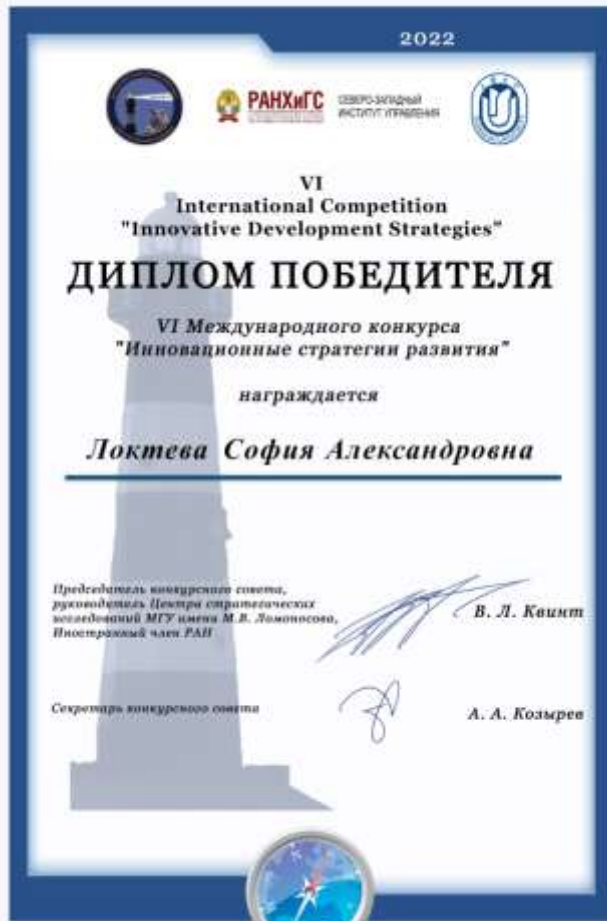 2022
РАНХиГС
СЕВЕРО-ЗАПАДНЫЙ
ИНСТИТУТ УПРАВЛЕНИЯ
VI
International Competition
"Innovative Development Strategies"
ДИПЛОМ ПОБЕДИТЕЛЯ
VI Международного конкурса
"Инновационные стратегии развития"
награждается
Локтева София Александровна
Председатель конкурсного совета,
руководитель Центра стратегических
исследований МГУ имени М.В. Ломоносова,
Иностранный член РАН
В. Л. Квинт
Секретарь конкурсного совета
А. А. Козырев